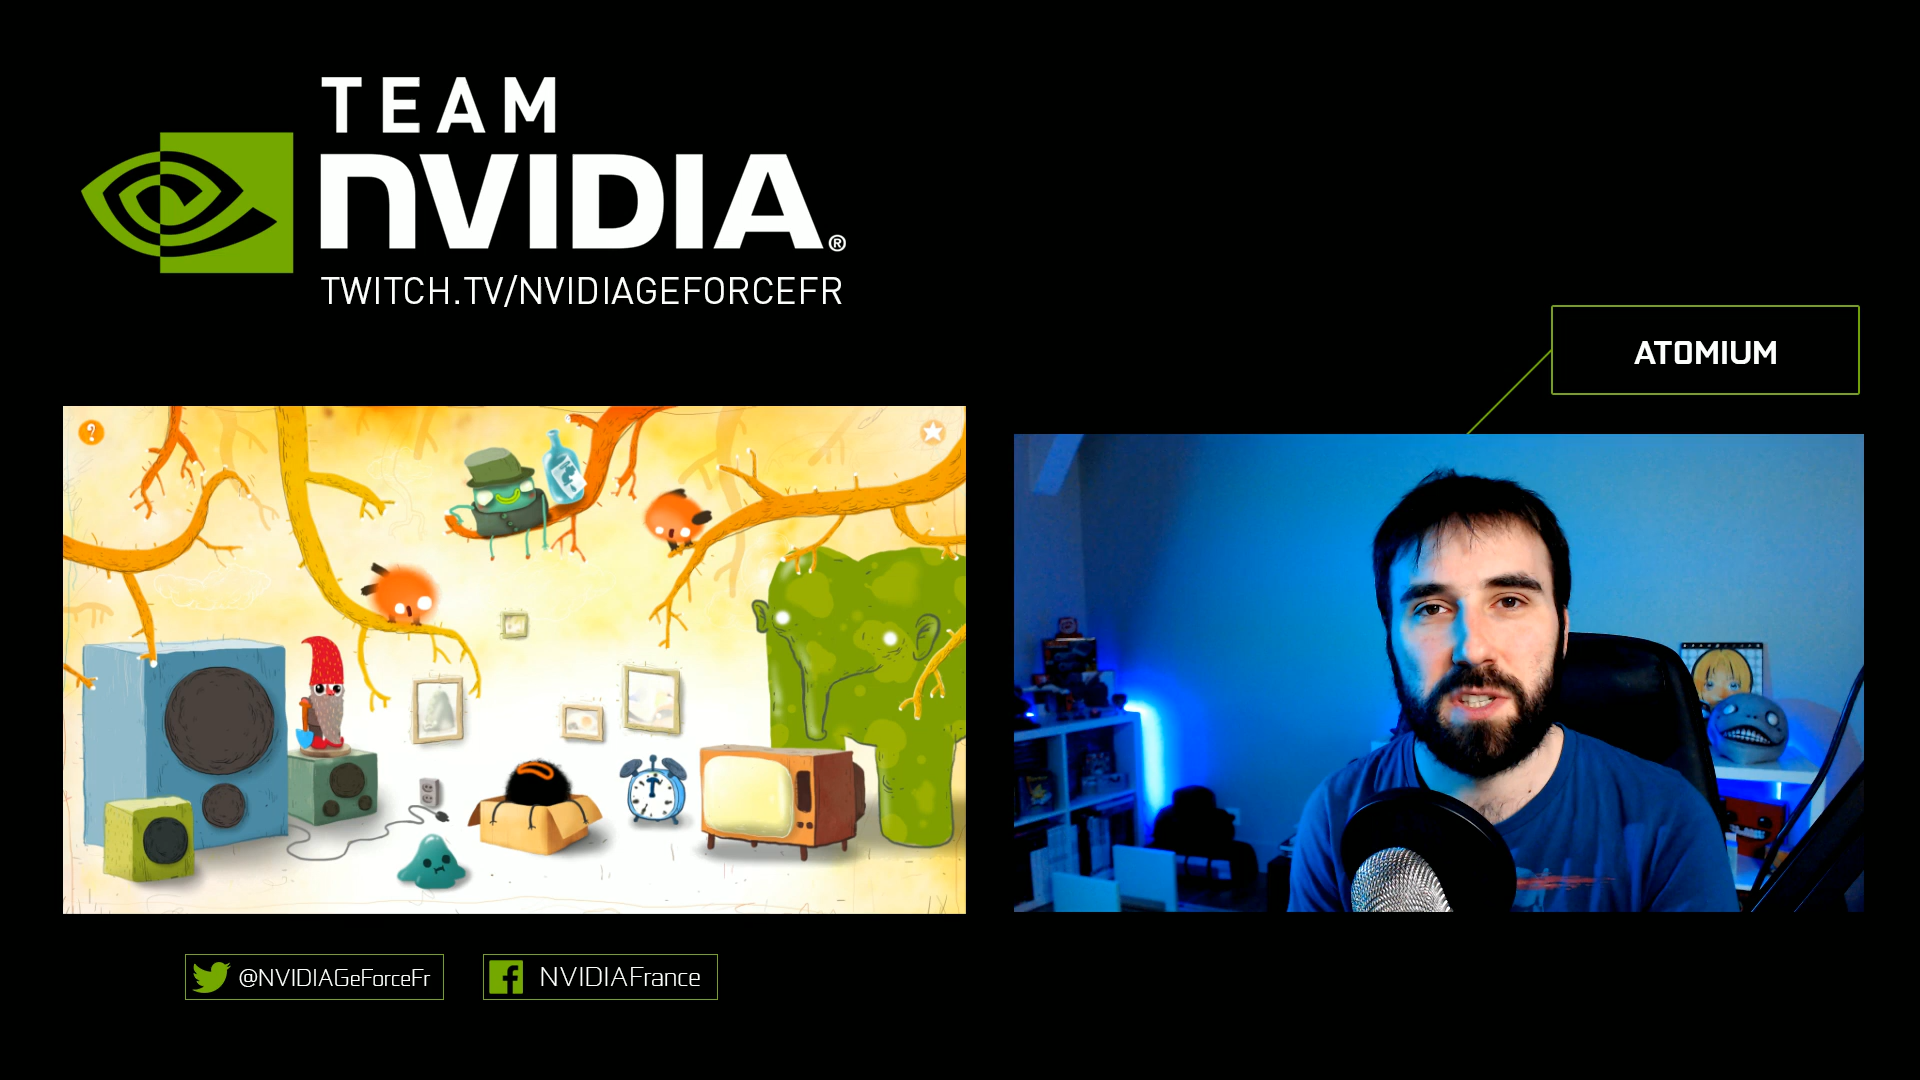 TEAM
NVIDIA®
TWITCH.TV/NVIDIAGEFORCEFR
ATOMIUM
?
@NVIDIAGeForceFr
NVIDIAFrance